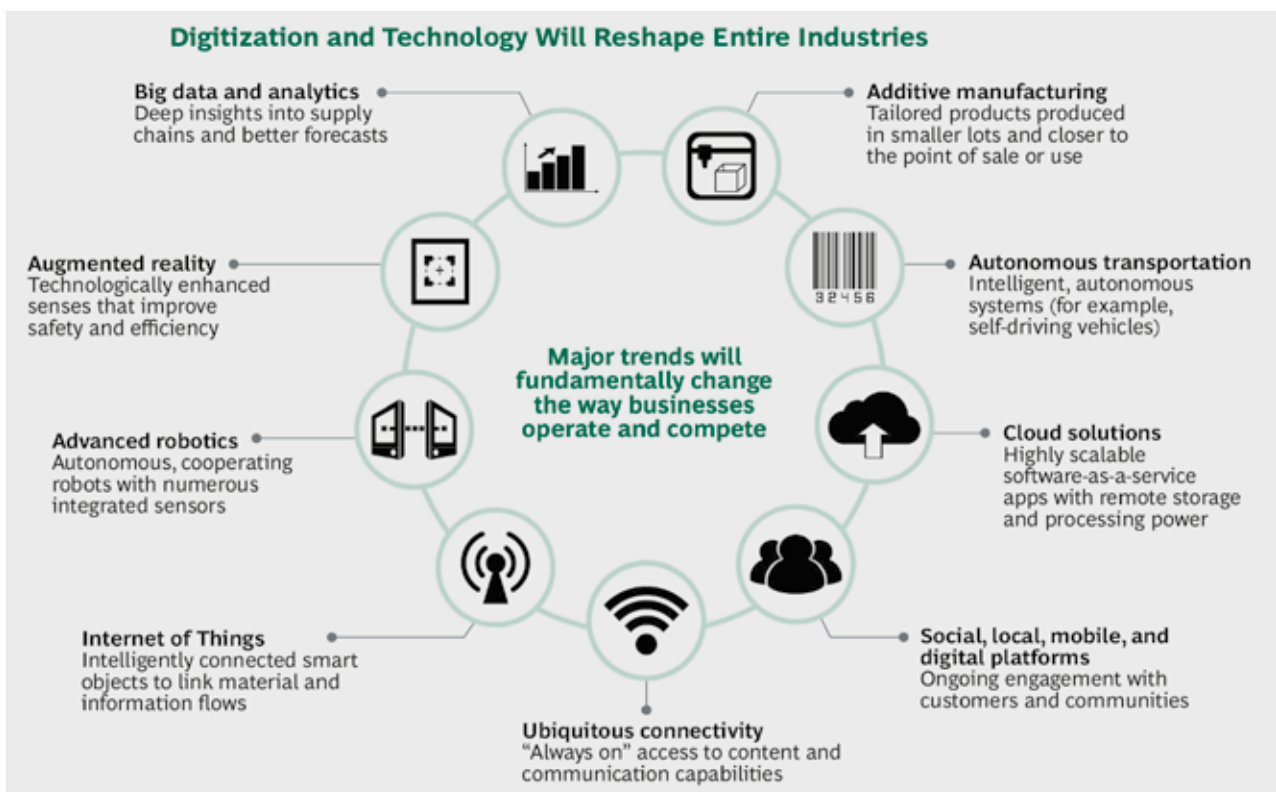 Digitization and Technology Will Reshape Entire Industries
Big data and analytics
Deep insights into supply
chains and better forecasts
Additive manufacturing
Tailored products produced
in smaller lots and closer to
the point of sale or use
Augmented reality
Technologically enhanced
senses that improve
safety and efficiency
32456
Autonomous transportation
Intelligent, autonomous
systems (for example,
self-driving vehicles)
Major trends will
fundamentally change
the way businesses
operate and compete
Advanced robotics
Autonomous, cooperating
robots with numerous
integrated sensors
Cloud solutions
Highly scalable
software-as-a-service
apps with remote storage
and processing power
Internet of Things
Intelligently connected smart
objects to link material and
information flows
Social, local, mobile, and
digital platforms
Ongoing engagement with
customers and communities
Ubiquitous connectivity
“Always on” access to content and
communication capabilities